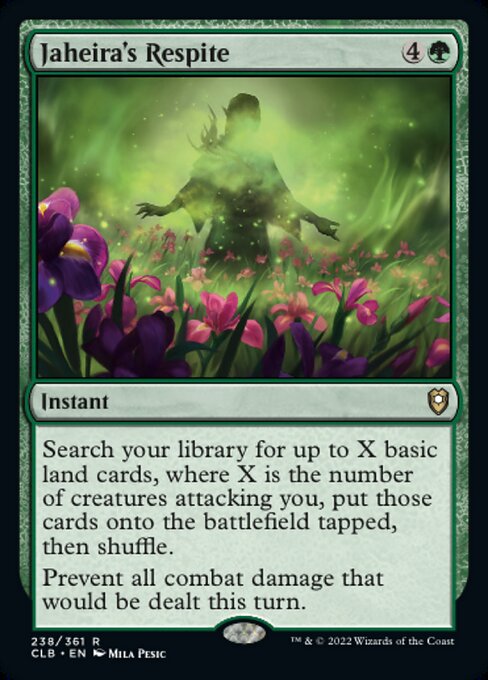 Jaheira's Respite 4
Instant
Search your library for up to X basic
land cards, where X is the number
of creatures attacking you, put those
cards onto the battlefield tapped,
then shuffle.
Prevent all combat damage that
would be dealt this turn.
238/361 R
CLB • EN Mila Pesic
™ & © 2022 Wizards of the Coast